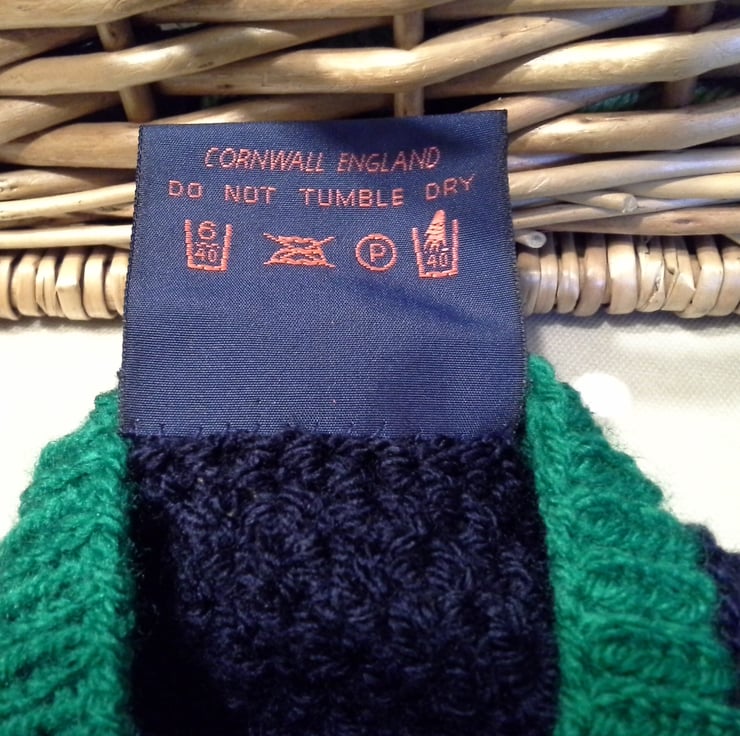 CORNWALL ENGLAND
DO NOT TUMBLE DRY
6 40 P 40